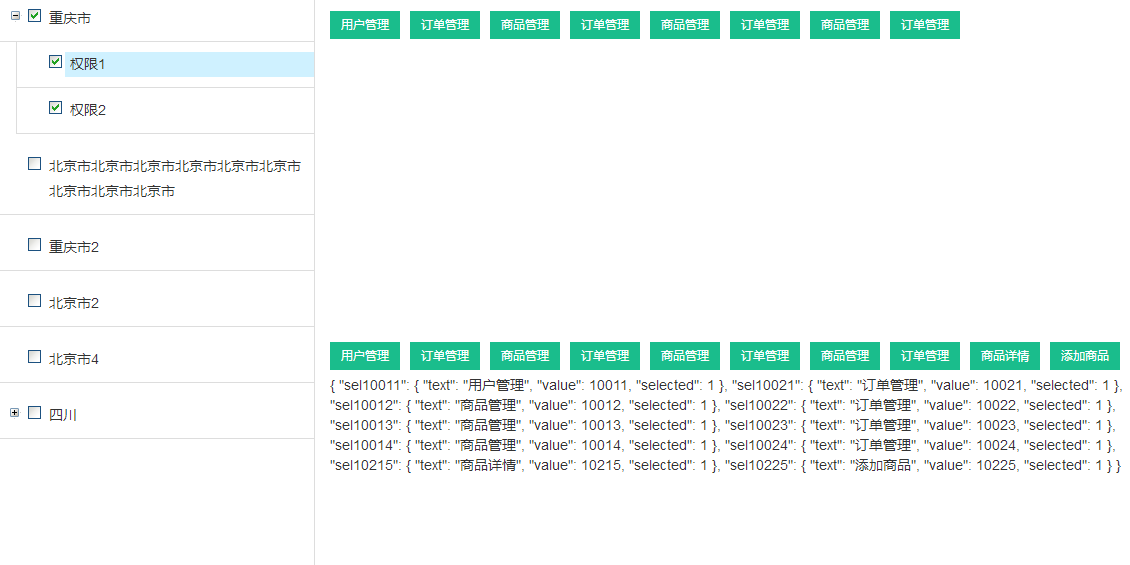 重庆市
权限1
权限2
北京市北京市北京市北京市北京市北京市
北京市北京市北京市
重庆市2
北京市2
北京市4
四川
用户管理 订单管理 商品管理 订单管理 商品管理 订单管理 商品管理 订单管理
用户管理 订单管理 商品管理 订单管理 商品管理 订单管理 商品管理 订单管理 商品详情 添加商品
{ "sel10011": { "text": "用户管理", "value": 10011, "selected": 1 }, "sel10021": { "text": "订单管理", "value": 10021, "selected": 1 },
"sel10012": { "text": "商品管理", "value": 10012, "selected": 1 }, "sel10022": { "text": "订单管理", "value": 10022, "selected": 1 },
"sel10013": { "text": "商品管理", "value": 10013, "selected": 1 }, "sel10023": { "text": "订单管理", "value": 10023, "selected": 1 },
"sel10014": { "text": "商品管理", "value": 10014, "selected": 1 }, "sel10024": { "text": "订单管理", "value": 10024, "selected": 1 },
"sel10215": { "text": "商品详情", "value": 10215, "selected": 1 }, "sel10225": { "text": "添加商品", "value": 10225, "selected": 1 } }